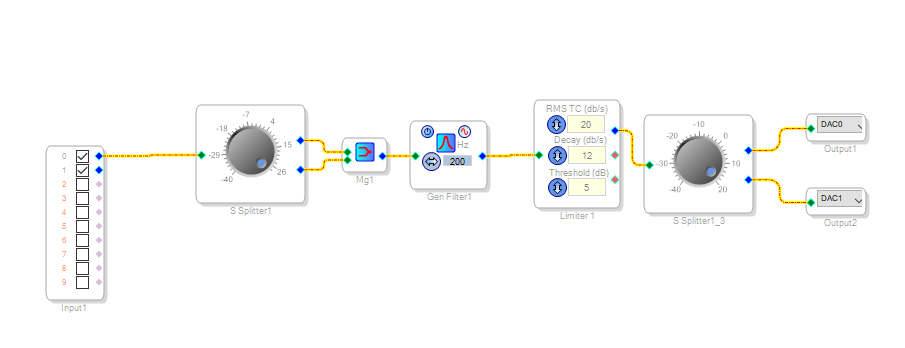 0
1
2
3
4
5
6
7
8
9
Input1
-7
-18
4
-29
15
-40
26
S Splitter1
Mg1
Hz
200
Gen Filter1
RMS TC (db/s)
20
Decay (db/s)
12
Threshold (dB)
5
Limiter1
-10
-20
0
-30
10
-40
20
S Splitter1_3
DAC0
Output1
DAC1
Output2